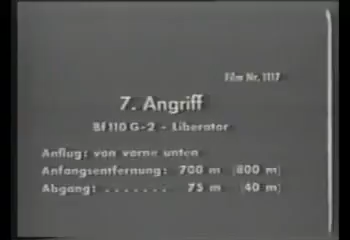 Film Nr. 1117
7. Angriff
Bf 110 G-2 - Liberator
Anflug: von vorne unten
Anfangsentfernung: 700 m (800 m)
Abgang: . . . . . . . 75 m (40 m)